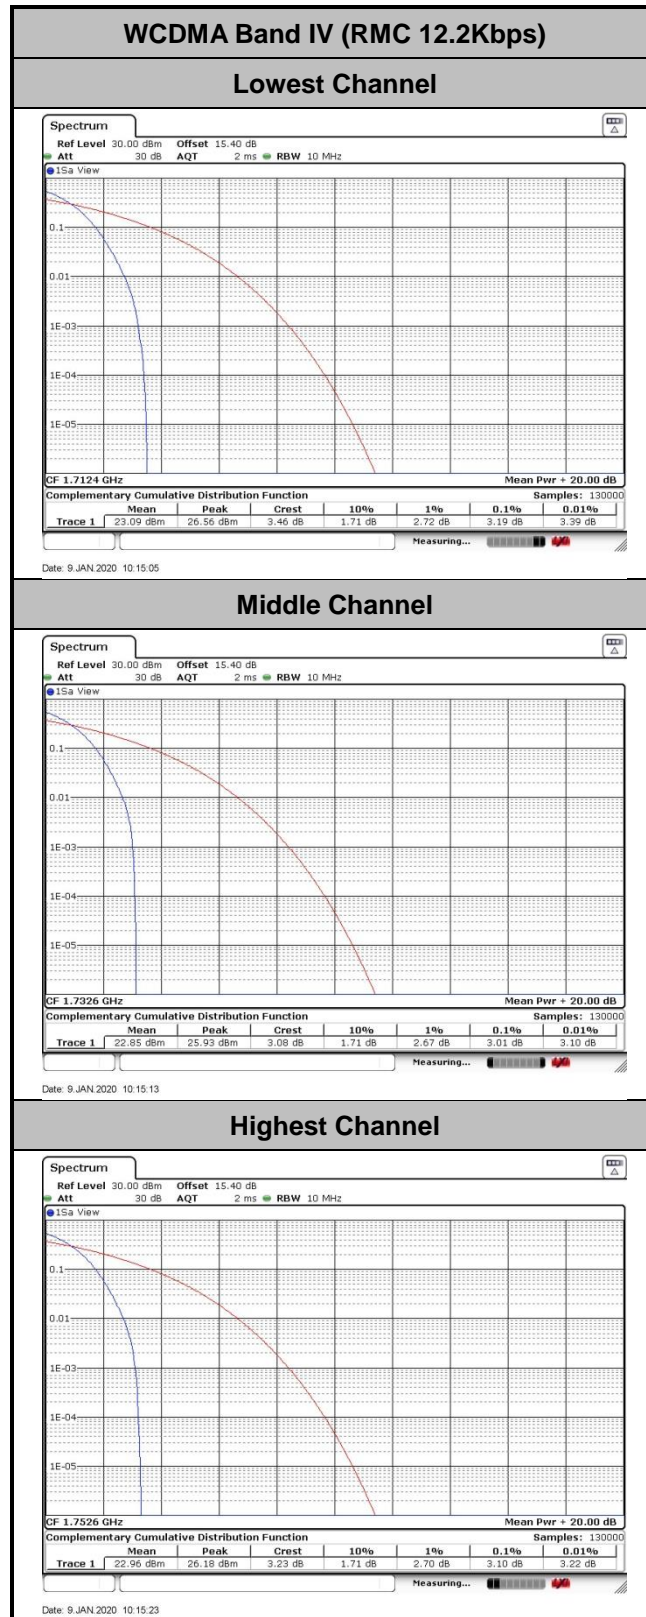 WCDMA Band IV (RMC 12.2Kbps)
Lowest Channel
Spectrum
Ref Level 30.00 dBm Offset 15.40 dB
Att 30 dB AQT 2 ms RBW 10 MHz
1Sa View
0.1
0.01
1E-03
1E-04
1E-05
CF 1.7124 GHz Mean Pwr + 20.00 dB
Complementary Cumulative Distribution Function Samples: 130000
Mean Peak Crest 10% 1% 0.1% 0.01%
Trace 1 23.09 dBm 26.56 dBm 3.46 dB 1.71 dB 2.72 dB 3.19 dB 3.39 dB
Measuring...
Date: 9.JAN.2020 10:15:05
Middle Channel
Spectrum
Ref Level 30.00 dBm Offset 15.40 dB
Att 30 dB AQT 2 ms RBW 10 MHz
1Sa View
0.1
0.01
1E-03
1E-04
1E-05
CF 1.7326 GHz Mean Pwr + 20.00 dB
Complementary Cumulative Distribution Function Samples: 130000
Mean Peak Crest 10% 1% 0.1% 0.01%
Trace 1 22.85 dBm 25.93 dBm 3.08 dB 1.71 dB 2.67 dB 3.01 dB 3.10 dB
Measuring...
Date: 9.JAN.2020 10:15:13
Highest Channel
Spectrum
Ref Level 30.00 dBm Offset 15.40 dB
Att 30 dB AQT 2 ms RBW 10 MHz
1Sa View
0.1
0.01
1E-03
1E-04
1E-05
CF 1.7526 GHz Mean Pwr + 20.00 dB
Complementary Cumulative Distribution Function Samples: 130000
Mean Peak Crest 10% 1% 0.1% 0.01%
Trace 1 22.96 dBm 26.18 dBm 3.23 dB 1.71 dB 2.70 dB 3.10 dB 3.22 dB
Measuring...
Date: 9.JAN.2020 10:15:23